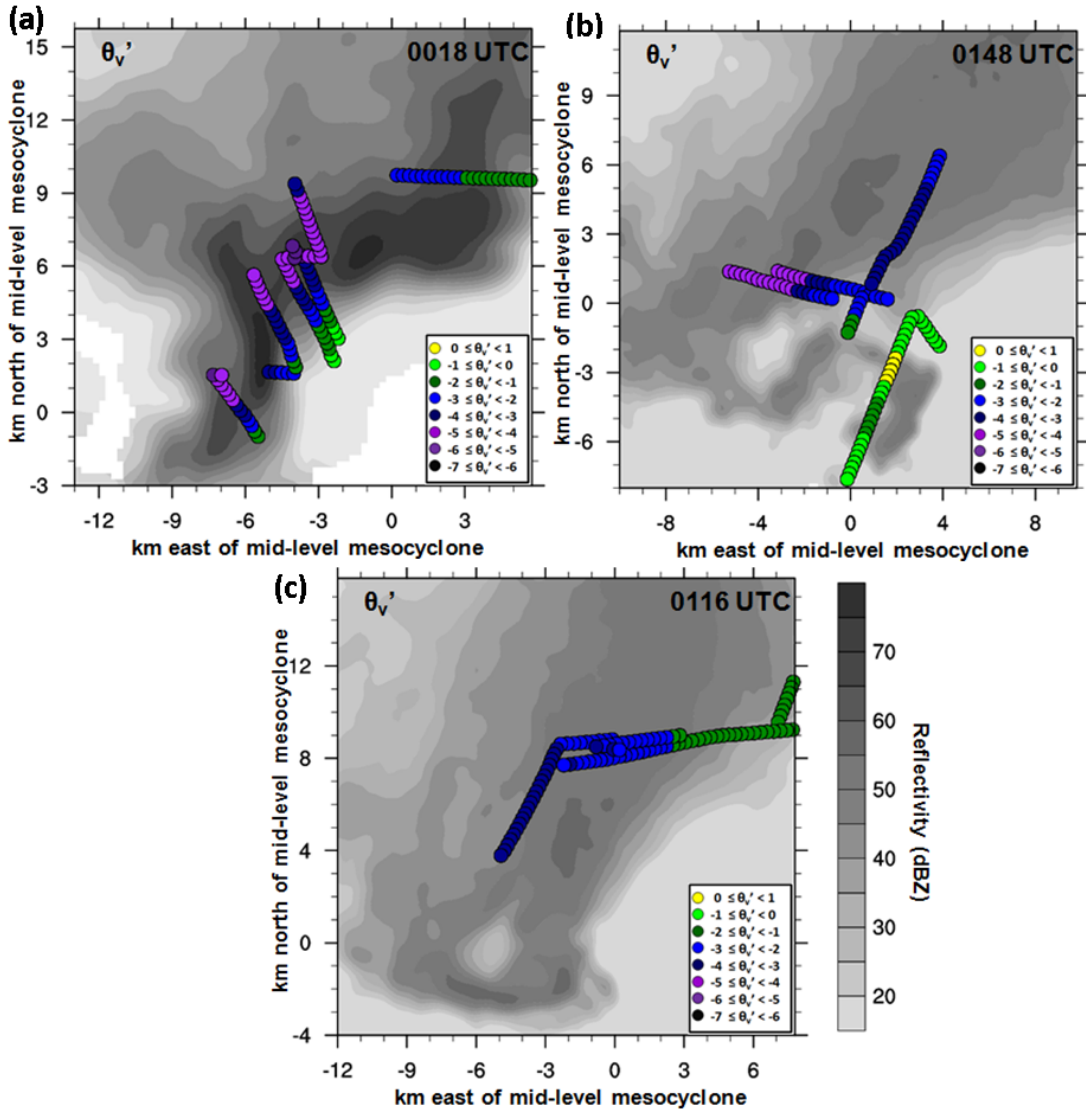 (a)
θv' 0018 UTC
km north of mid-level mesocyclone
15
12
9
6
3
0
-3
0 ≤ θv' < 1
-1 ≤ θv' < 0
-2 ≤ θv' < -1
-3 ≤ θv' < -2
-4 ≤ θv' < -3
-5 ≤ θv' < -4
-6 ≤ θv' < -5
-7 ≤ θv' < -6
-12 -9 -6 -3 0 3
km east of mid-level mesocyclone
(b)
θv' 0148 UTC
km north of mid-level mesocyclone
9
6
3
0
-3
-6
0 ≤ θv' < 1
-1 ≤ θv' < 0
-2 ≤ θv' < -1
-3 ≤ θv' < -2
-4 ≤ θv' < -3
-5 ≤ θv' < -4
-6 ≤ θv' < -5
-7 ≤ θv' < -6
-8 -4 0 4 8
km east of mid-level mesocyclone
(c)
θv' 0116 UTC
km north of mid-level mesocyclone
12
8
4
0
-4
0 ≤ θv' < 1
-1 ≤ θv' < 0
-2 ≤ θv' < -1
-3 ≤ θv' < -2
-4 ≤ θv' < -3
-5 ≤ θv' < -4
-6 ≤ θv' < -5
-7 ≤ θv' < -6
-12 -9 -6 -3 0 3 6
km east of mid-level mesocyclone
70
60
50
40
30
20
Reflectivity (dBZ)